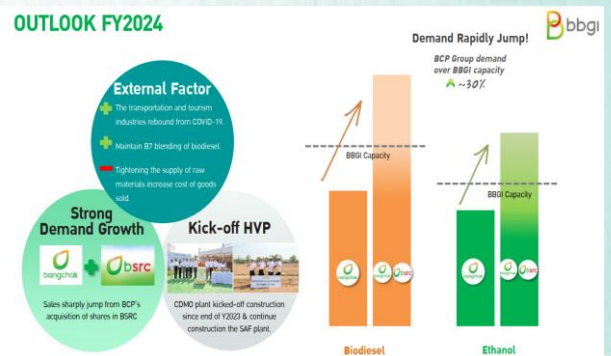 OUTLOOK FY2024
bbgi
Demand Rapidly Jump!
BCP Group demand
over BBGI capacity
~30%
External Factor
The transportation and tourism
industries rebound from COVID-19.
Maintain B7 blending of biodiesel.
Tightening the supply of raw
materials increase cost of goods
sold.
Strong
Demand Growth
bangchak
bsrc
Sales sharply jump from BCP's
acquisition of shares in BSRC
Kick-off HVP
CDMO plant kicked-off construction
since end of Y2023 & continue
construction the SAF plant.
BBGI Capacity
BBGI Capacity
bsrc
bsrc
Biodiesel
Ethanol